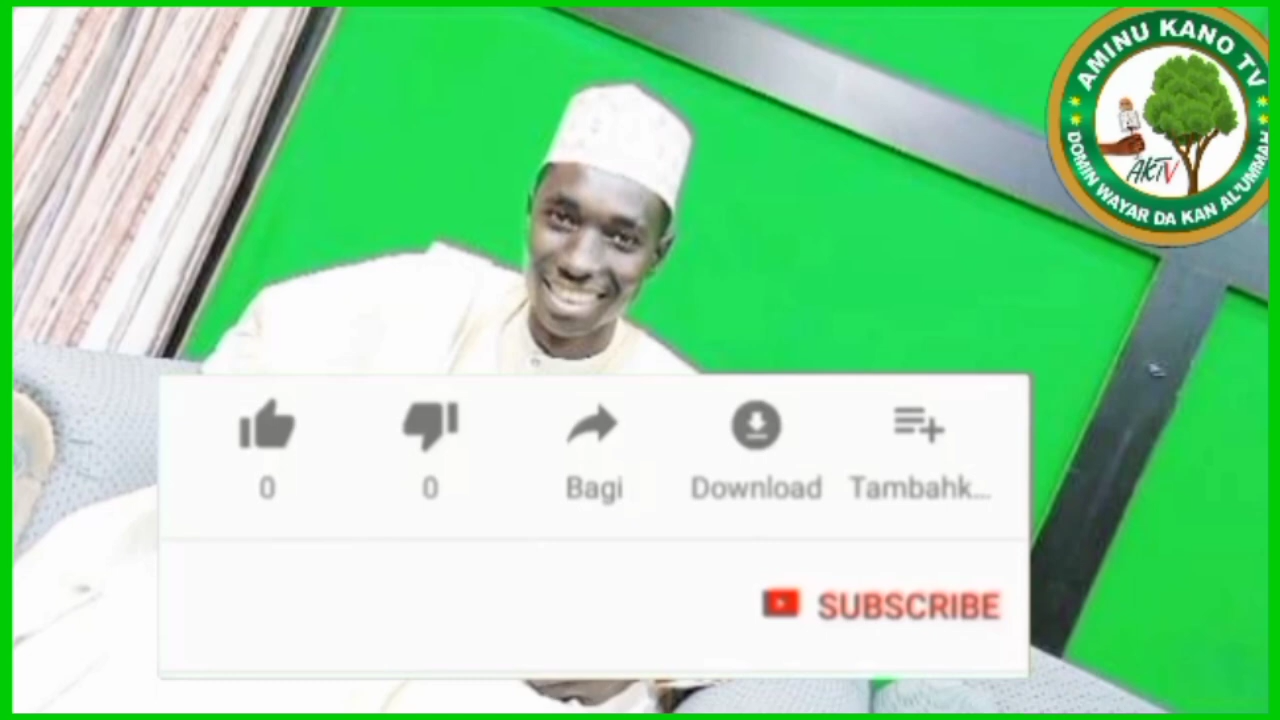 AMINU KANO TV
AKTV
DOMIN WAYAR DA KAN AL'UMMAH
0
0
Bagi
Download
Tambahk...
SUBSCRIBE